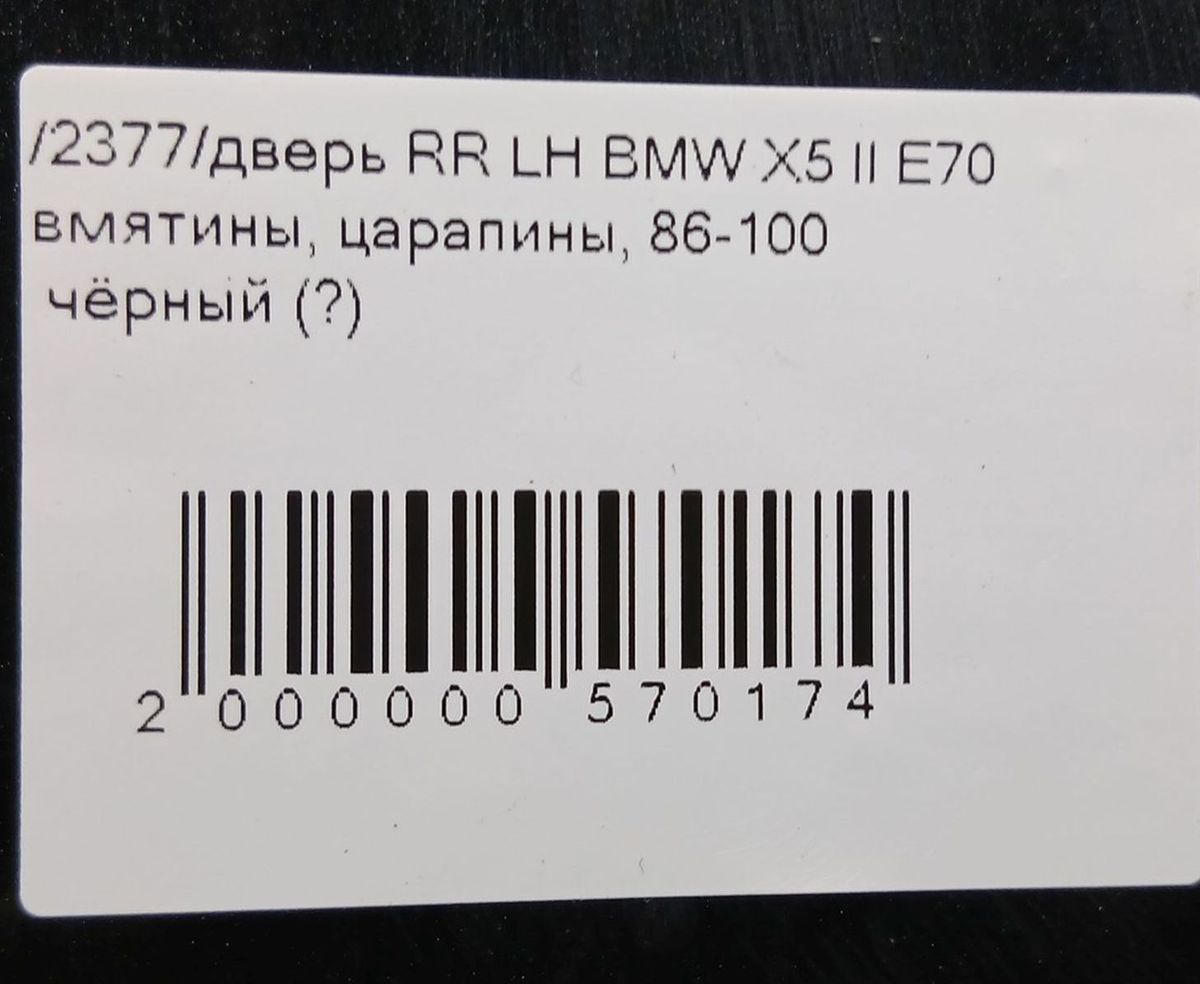 /2377/дверь RR LH BMW X5 II E70
вмятины, царапины, 86-100
чёрный (?)
2 000000 570174